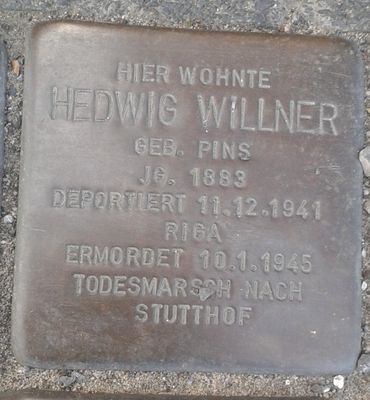 HIER WOHNTE
HEDWIG WILLNER
GEB. PINS
JG. 1883
DEPORTIERT 11.12.1941
RIGA
ERMORDET 10.1.1945
TODESMARSCH NACH
STUTTHOF